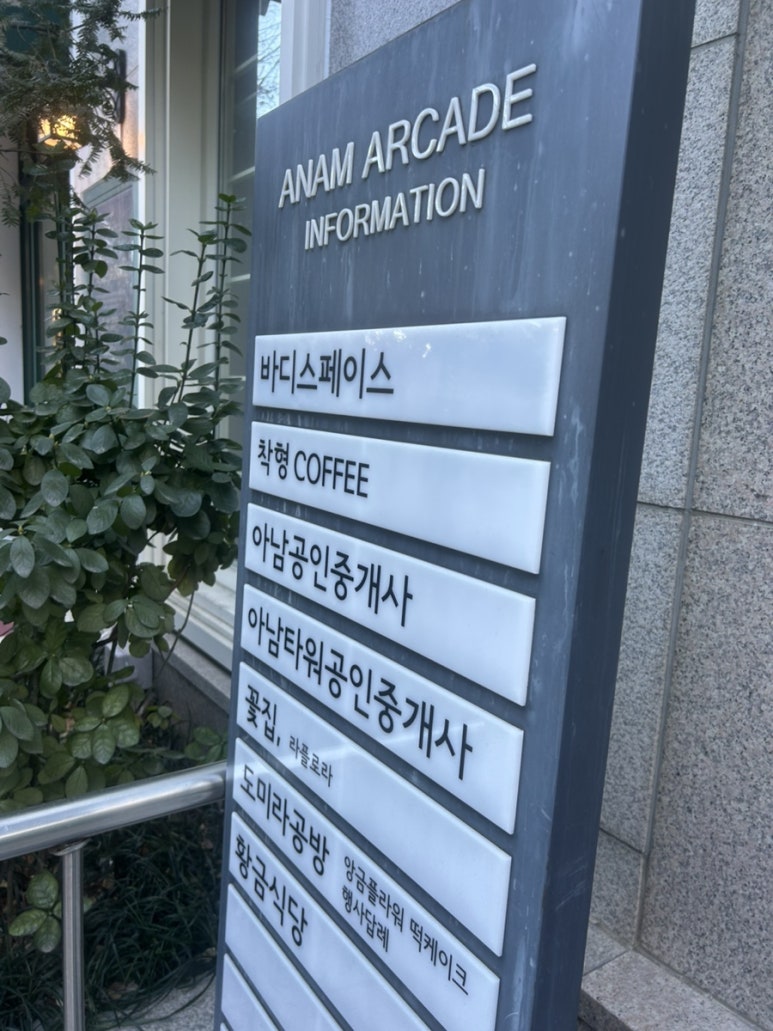 ANAM ARCADE
INFORMATION
바디스페이스
착형 COFFEE
아남공인중개사
아남타워공인중개사
꽃집, 라플로라
도미라공방 앙금플라워 떡케이크
행사답례
황금식당